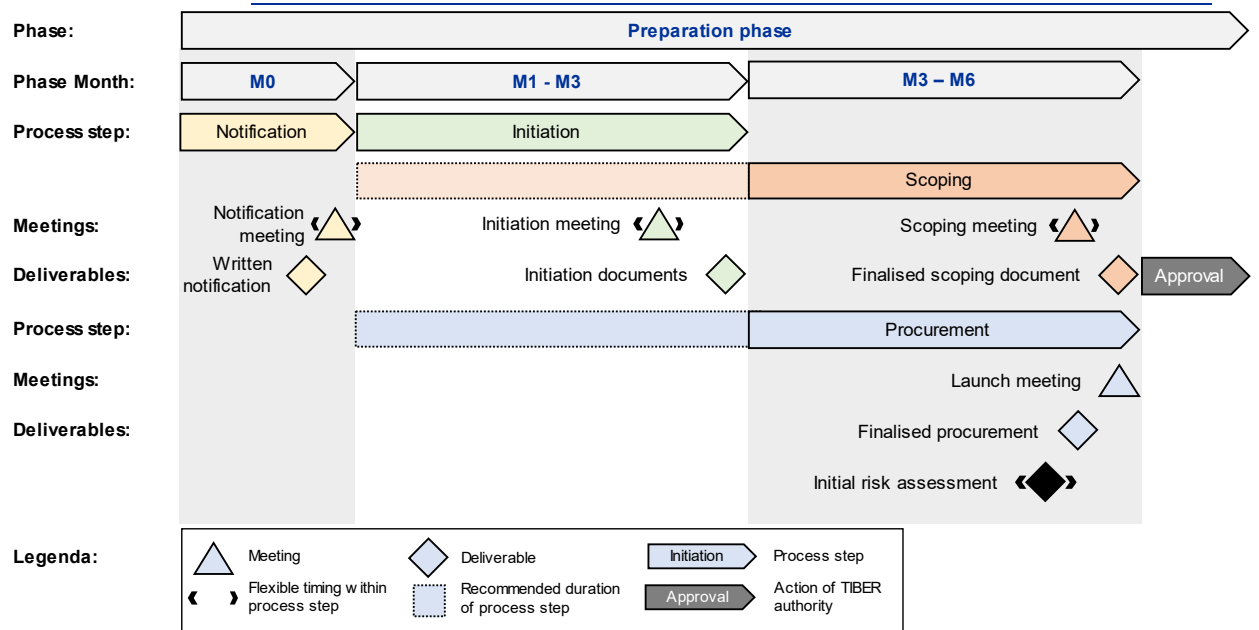 Phase:
Preparation phase
Phase Month:
M0
M1 - M3
M3 – M6
Process step:
Notification
Initiation
Scoping
Meetings:
Notification
meeting
Initiation meeting
Scoping meeting
Deliverables:
Written
notification
Initiation documents
Finalised scoping document
Approval
Process step:
Procurement
Meetings:
Launch meeting
Deliverables:
Finalised procurement
Initial risk assessment
Legenda:
Meeting
Deliverable
Initiation
Process step
Flexible timing within
process step
Recommended duration
of process step
Approval
Action of TIBER
authority